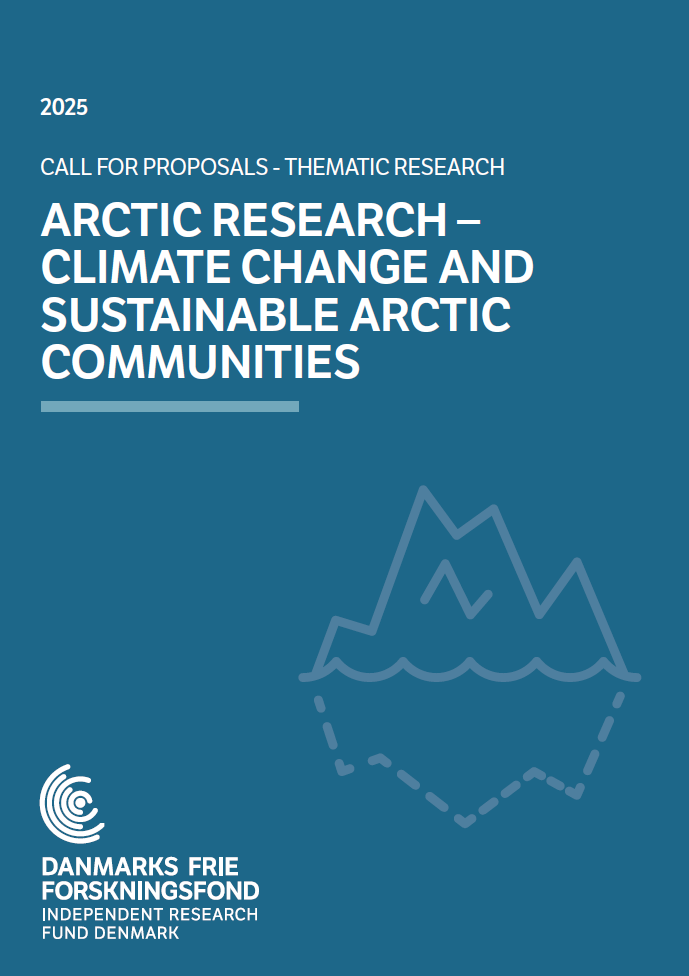 2025
CALL FOR PROPOSALS - THEMATIC RESEARCH
ARCTIC RESEARCH –
CLIMATE CHANGE AND
SUSTAINABLE ARCTIC
COMMUNITIES
DANMARKS FRIE
FORSKNINGSFOND
INDEPENDENT RESEARCH
FUND DENMARK